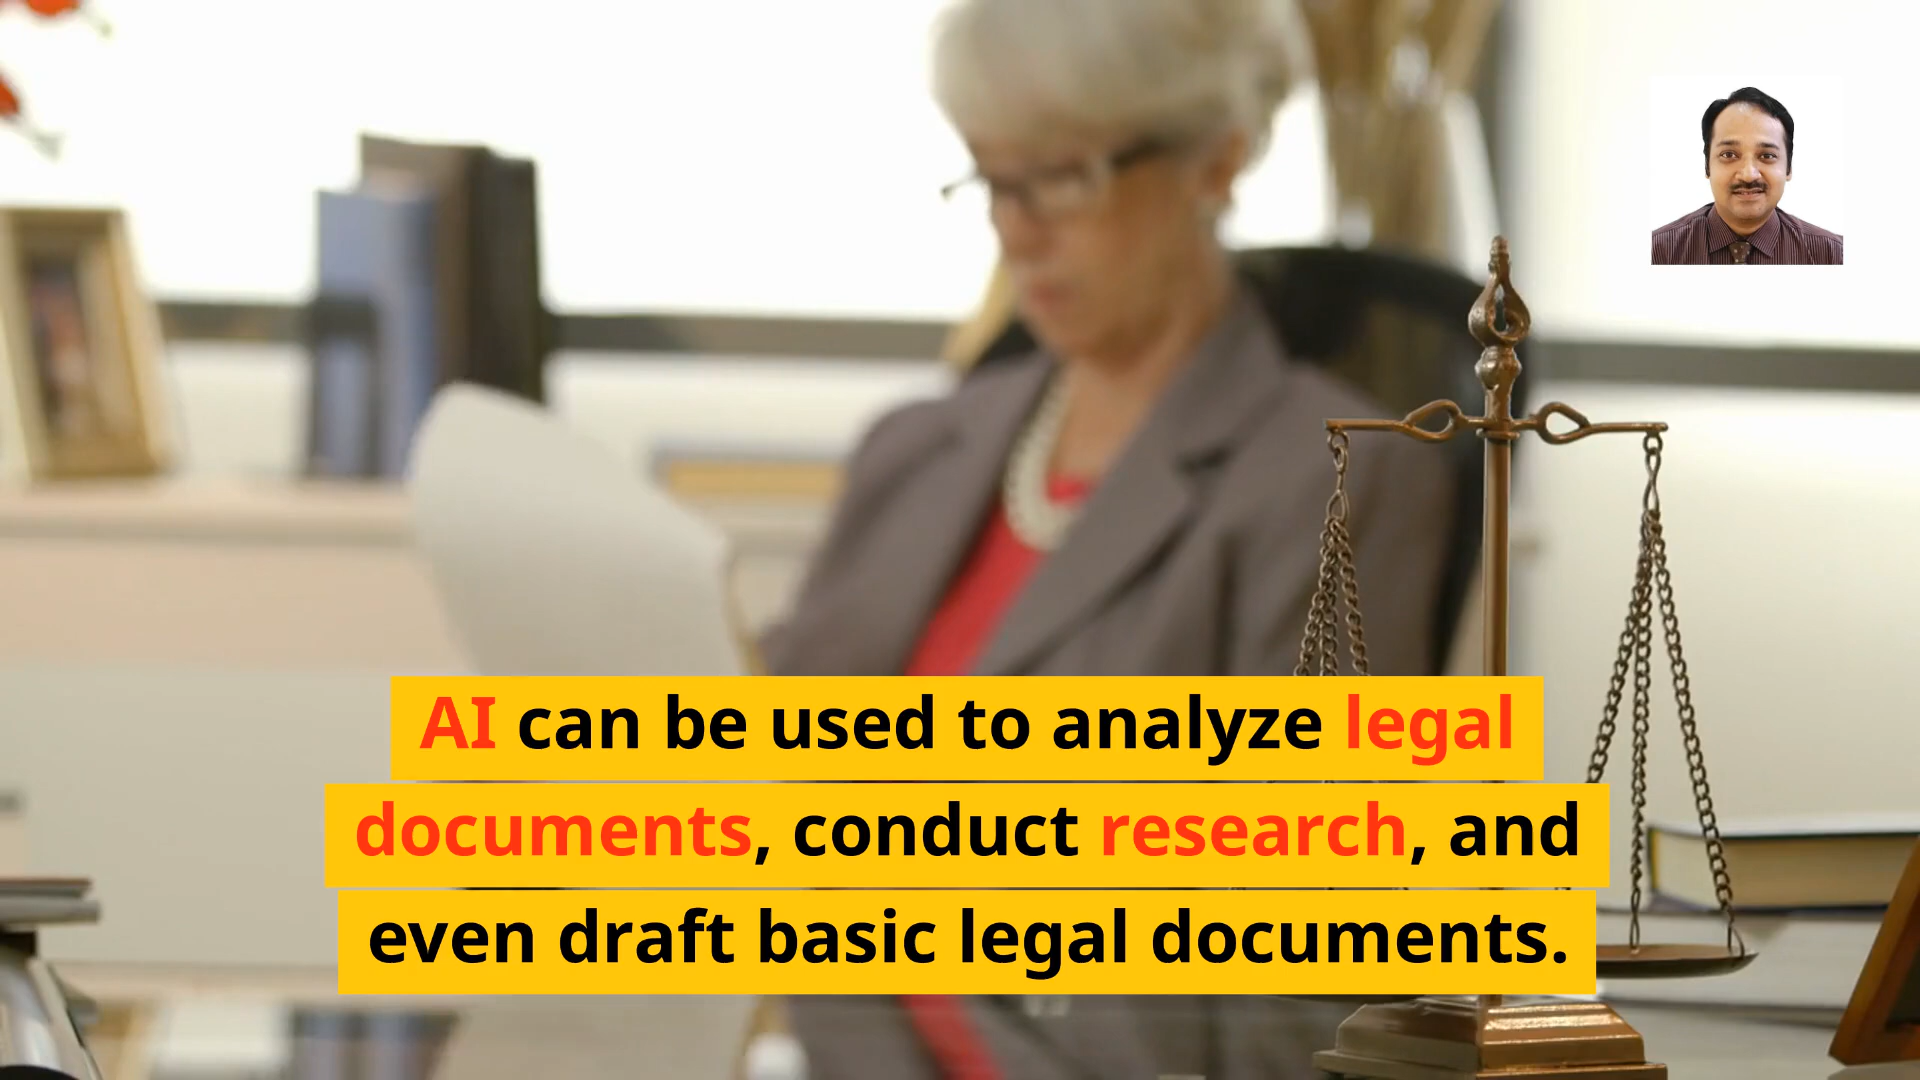 AI can be used to analyze legal
documents, conduct research, and
even draft basic legal documents.